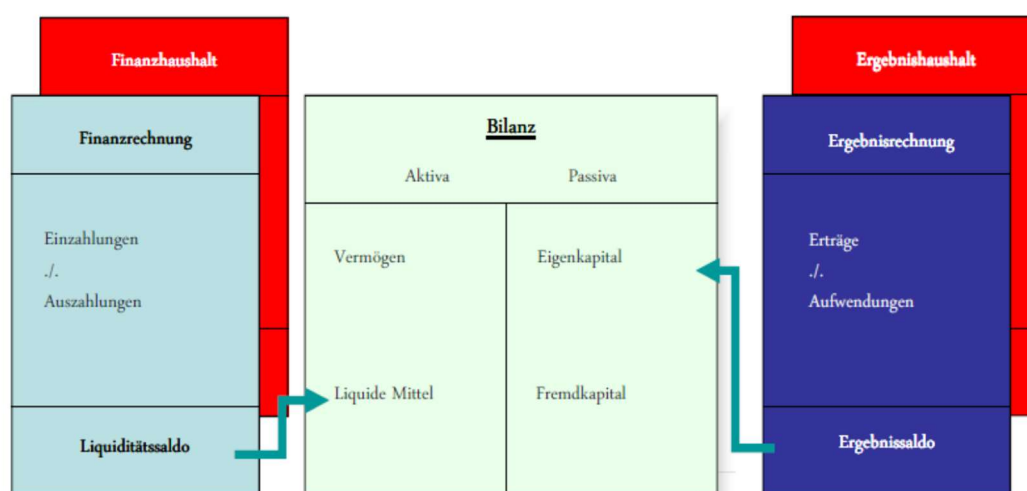 Finanzhaushalt
Finanzrechnung
Einzahlungen
./.
Auszahlungen
Liquiditätssaldo
Bilanz
Aktiva Passiva
Vermögen Eigenkapital
Liquide Mittel Fremdkapital
Ergebnishaushalt
Ergebnisrechnung
Erträge
./.
Aufwendungen
Ergebnissaldo